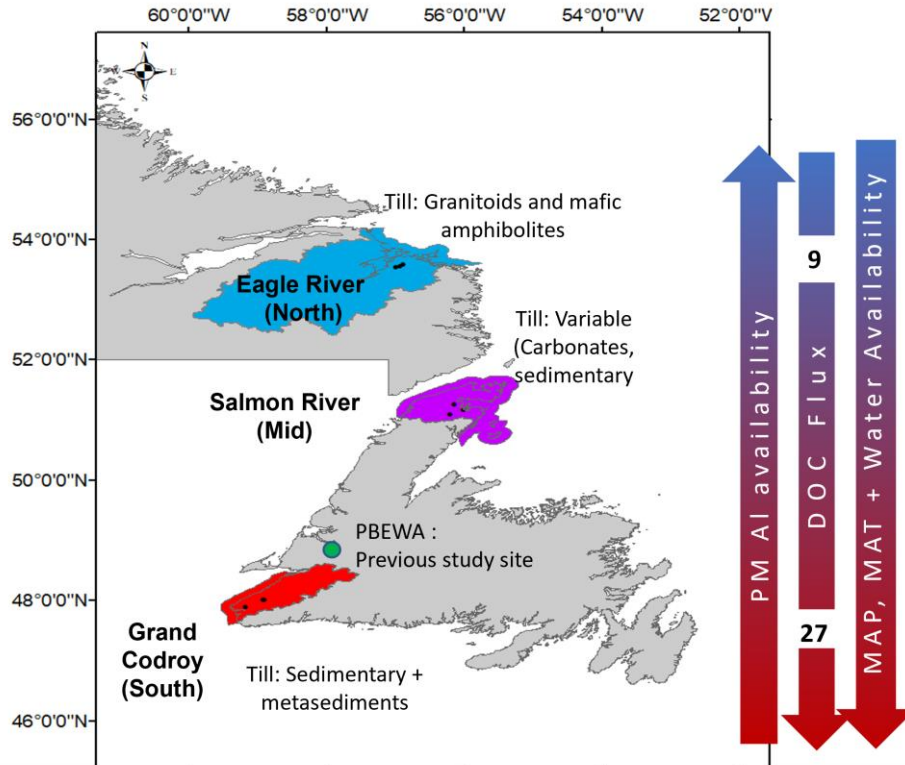 60°0'0"W 58°0'0"W 56°0'0"W 54°0'0"W 52°0'0"W
N
W E
S
56°0'0"N
54°0'0"N
52°0'0"N
50°0'0"N
48°0'0"N
46°0'0"N
Till: Granitoids and mafic
amphibolites
Eagle River
(North)
Till: Variable
(Carbonates,
sedimentary
Salmon River
(Mid)
PBEWA :
Previous study site
Grand
Codroy
(South)
Till: Sedimentary +
metasediments
PM Al availability
9
DOC Flux
27
MAP, MAT + Water Availability